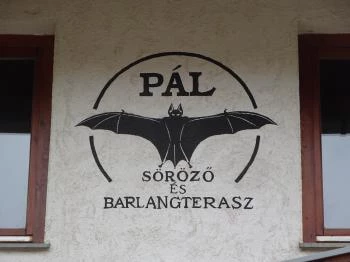 PÁL
SÖRÖZŐ
ÉS
BARLANGTERASZ